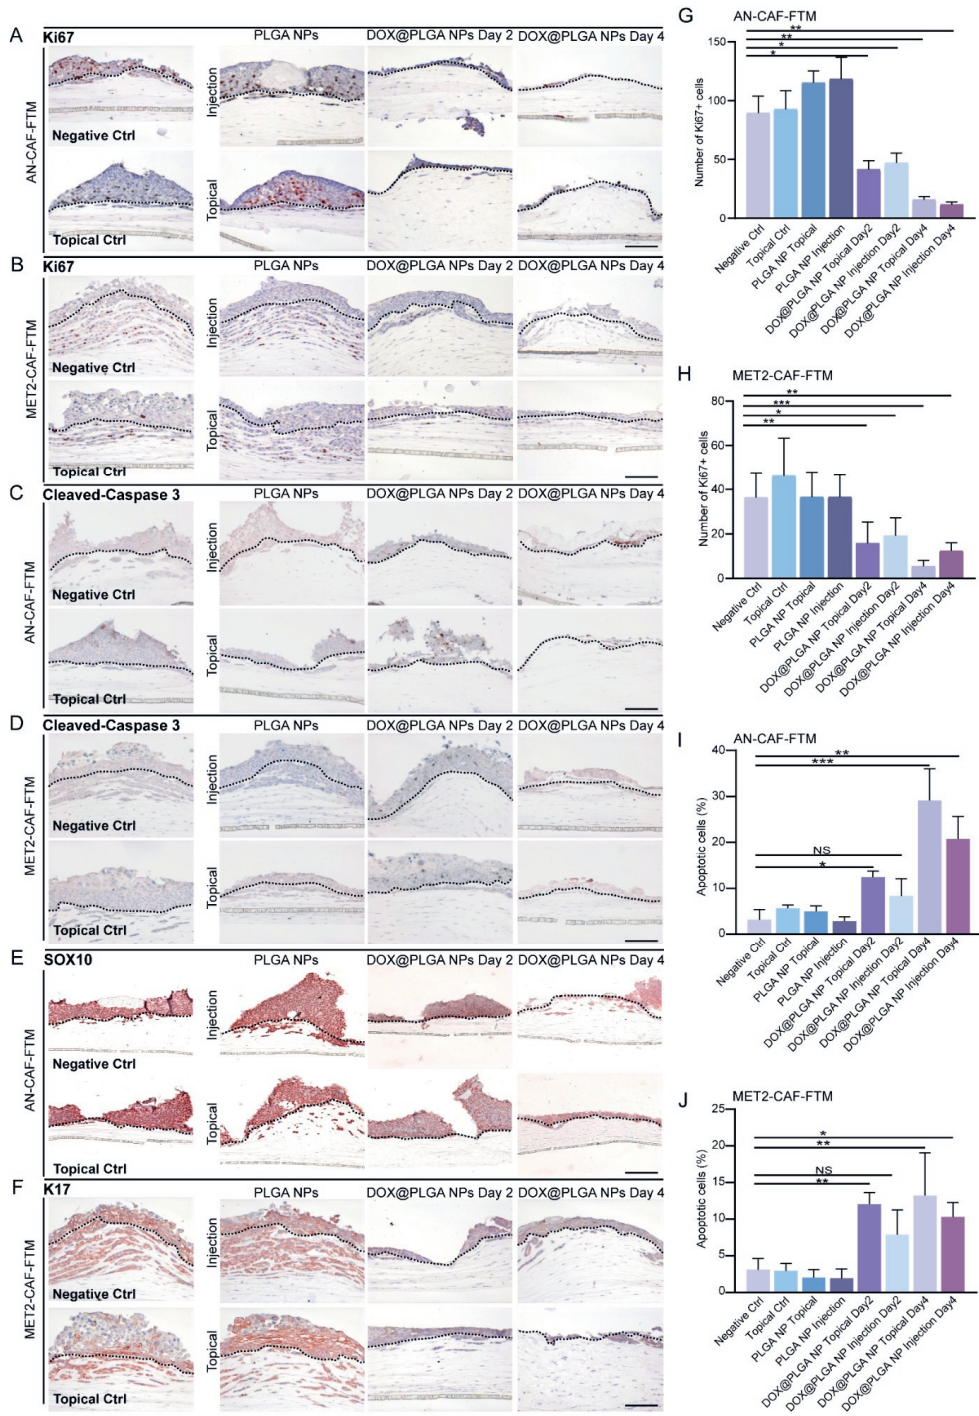 A
Ki67
PLGA NPs
DOX@PLGA NPs Day 2
DOX@PLGA NPs Day 4
AN-CAF-FTM
Negative Ctrl
Injection
Topical Ctrl
Topical
B
Ki67
PLGA NPs
DOX@PLGA NPs Day 2
DOX@PLGA NPs Day 4
MET2-CAF-FTM
Negative Ctrl
Injection
Topical Ctrl
Topical
C
Cleaved-Caspase 3
PLGA NPs
DOX@PLGA NPs Day 2
DOX@PLGA NPs Day 4
AN-CAF-FTM
Negative Ctrl
Injection
Topical Ctrl
Topical
D
Cleaved-Caspase 3
PLGA NPs
DOX@PLGA NPs Day 2
DOX@PLGA NPs Day 4
MET2-CAF-FTM
Negative Ctrl
Injection
Topical Ctrl
Topical
E
SOX10
PLGA NPs
DOX@PLGA NPs Day 2
DOX@PLGA NPs Day 4
AN-CAF-FTM
Negative Ctrl
Injection
Topical Ctrl
Topical
F
K17
PLGA NPs
DOX@PLGA NPs Day 2
DOX@PLGA NPs Day 4
MET2-CAF-FTM
Negative Ctrl
Injection
Topical Ctrl
Topical
G
AN-CAF-FTM
**
**
*
*
Number of Ki67+ cells
150
100
50
0
Negative Ctrl
Topical Ctrl
PLGA NP Topical
PLGA NP Injection
DOX@PLGA NP Topical Day2
DOX@PLGA NP Injection Day2
DOX@PLGA NP Topical Day4
DOX@PLGA NP Injection Day4
H
MET2-CAF-FTM
**
***
*
**
Number of Ki67+ cells
80
60
40
20
0
Negative Ctrl
Topical Ctrl
PLGA NP Topical
PLGA NP Injection
DOX@PLGA NP Topical Day2
DOX@PLGA NP Injection Day2
DOX@PLGA NP Topical Day4
DOX@PLGA NP Injection Day4
I
AN-CAF-FTM
**
***
NS
*
Apoptotic cells (%)
40
30
20
10
0
Negative Ctrl
Topical Ctrl
PLGA NP Topical
PLGA NP Injection
DOX@PLGA NP Topical Day2
DOX@PLGA NP Injection Day2
DOX@PLGA NP Topical Day4
DOX@PLGA NP Injection Day4
J
MET2-CAF-FTM
*
**
NS
**
Apoptotic cells (%)
25
20
15
10
5
0
Negative Ctrl
Topical Ctrl
PLGA NP Topical
PLGA NP Injection
DOX@PLGA NP Topical Day2
DOX@PLGA NP Injection Day2
DOX@PLGA NP Topical Day4
DOX@PLGA NP Injection Day4